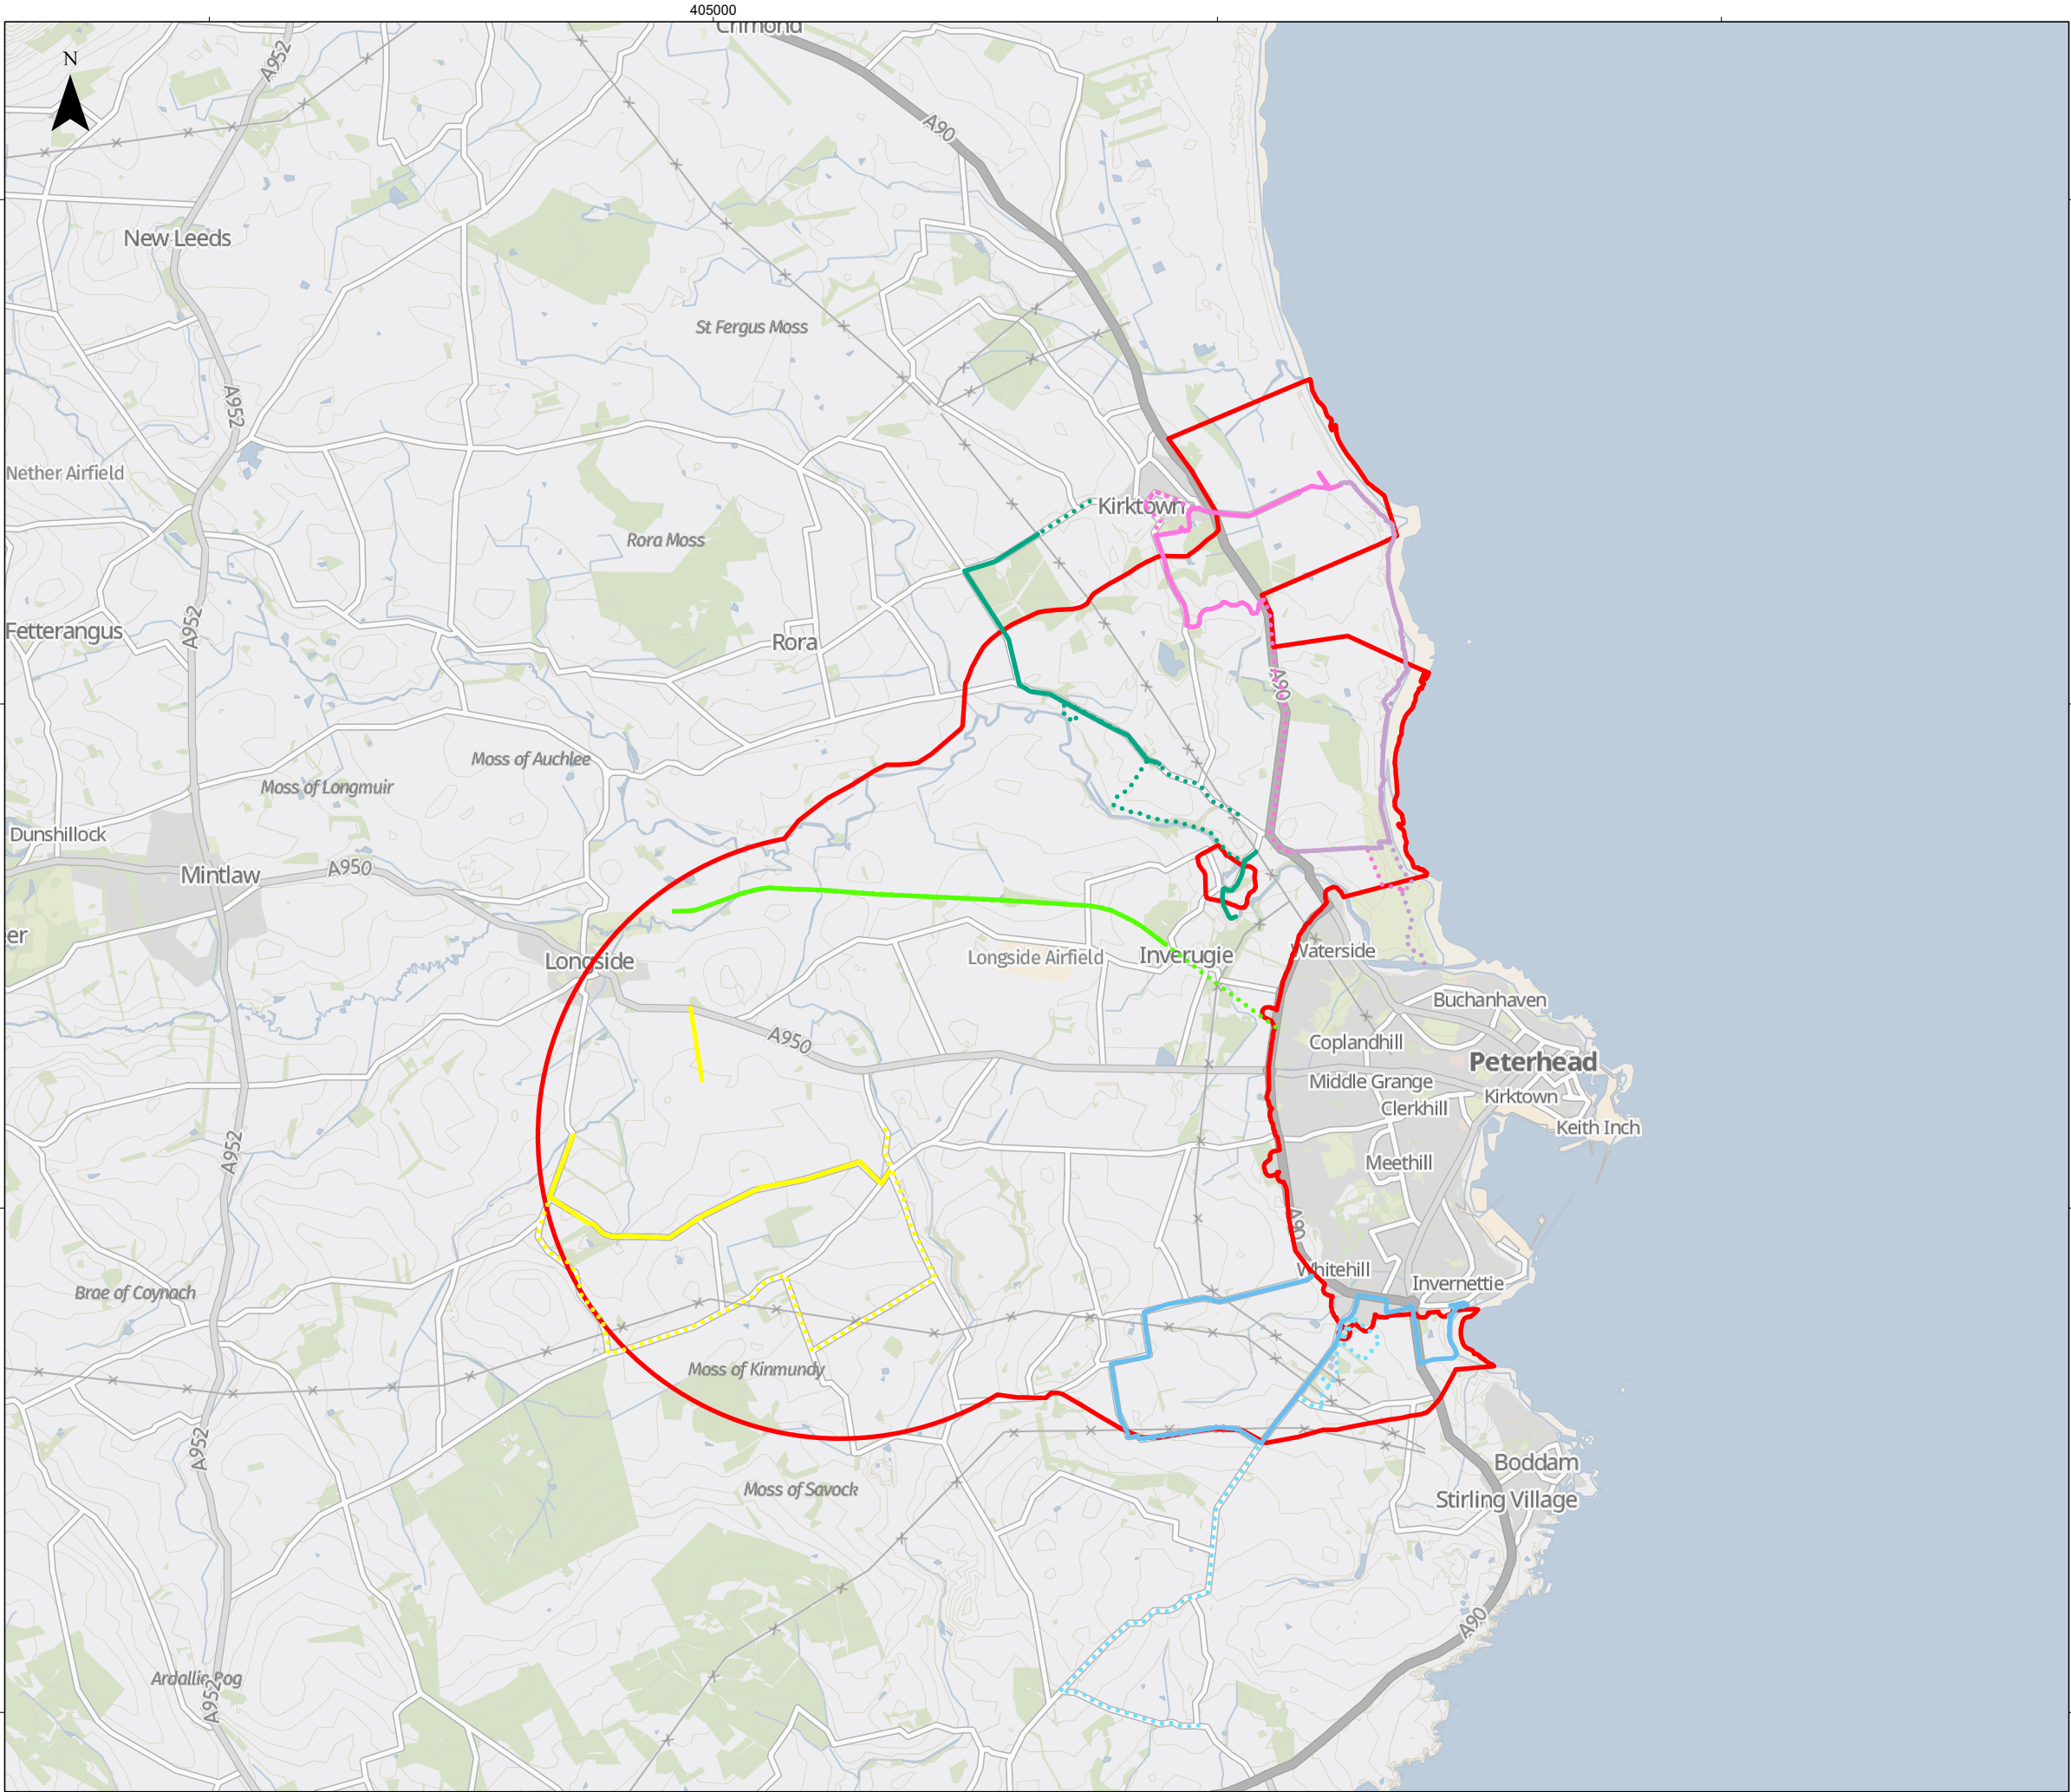 405000
Crimond
A952
N
A90
New Leeds
St Fergus Moss
A952
Nether Airfield
Kirktown
Rora Moss
A952
Fetterangus
Rora
A90
Moss of Auchlee
Moss of Longmuir
Dunshillock
A950
Mintlaw
er
Longside
Longside Airfield
Inverugie
Waterside
Buchanhaven
A950
Coplandhill
Peterhead
Middle Grange
Kirktown
Clerkhill
Keith Inch
A952
Meethill
A90
Whitehill
Invernettie
Brae of Coynach
Moss of Kinmundy
A952
Boddam
Moss of Savock
Stirling Village
A90
Ardallie Bog
A952